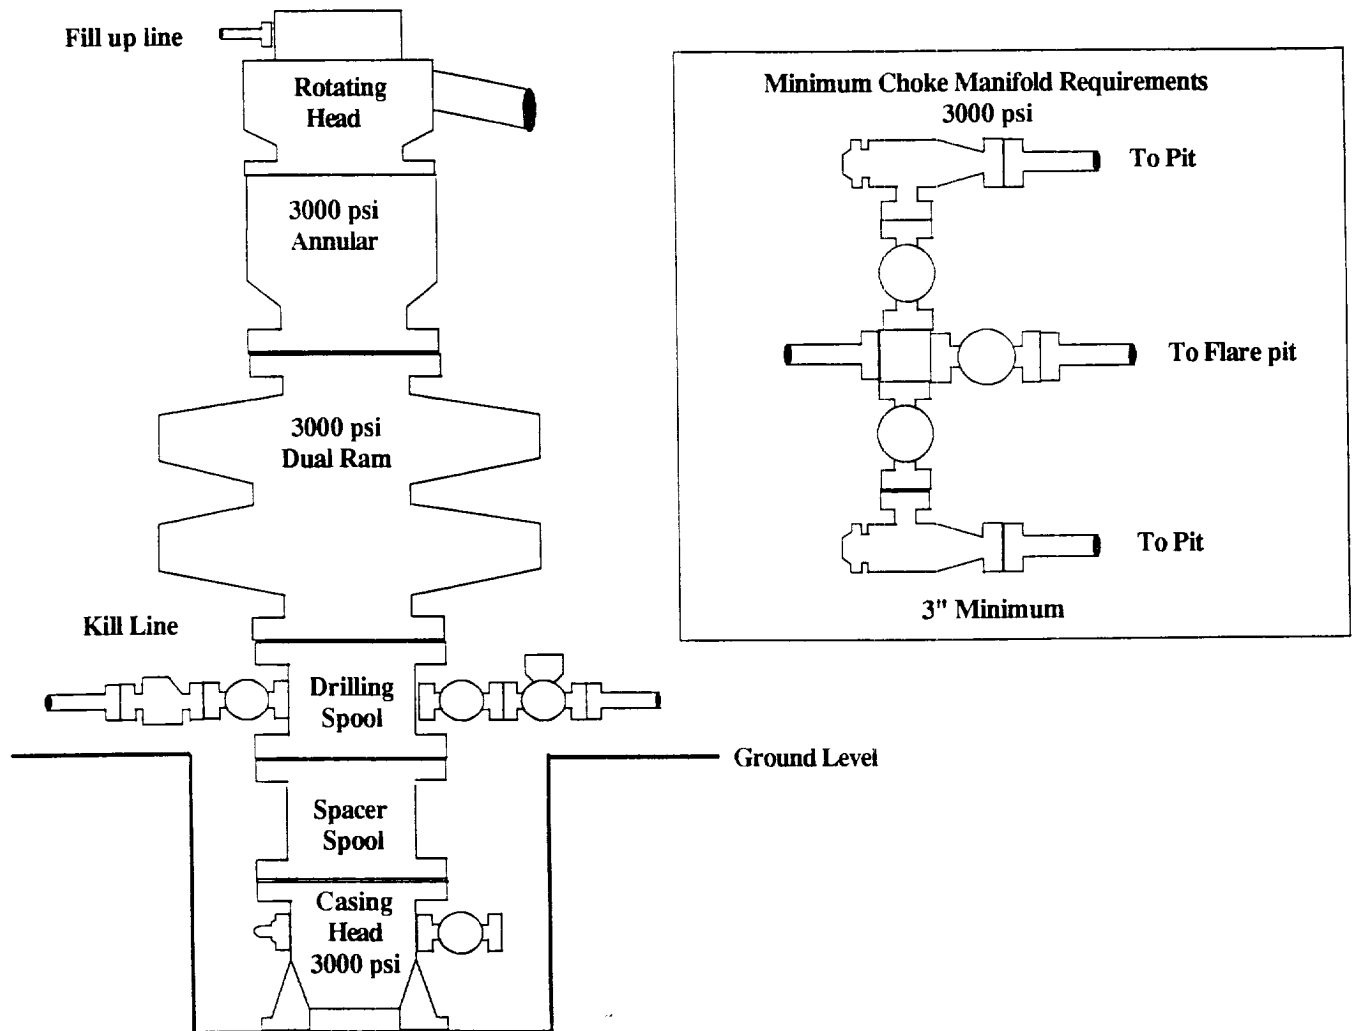 Fill up line
Rotating
Head
3000 psi
Annular
3000 psi
Dual Ram
Kill Line
Drilling
Spool
Ground Level
Spacer
Spool
Casing
Head
3000 psi
Minimum Choke Manifold Requirements
3000 psi
To Pit
To Flare pit
To Pit
3" Minimum